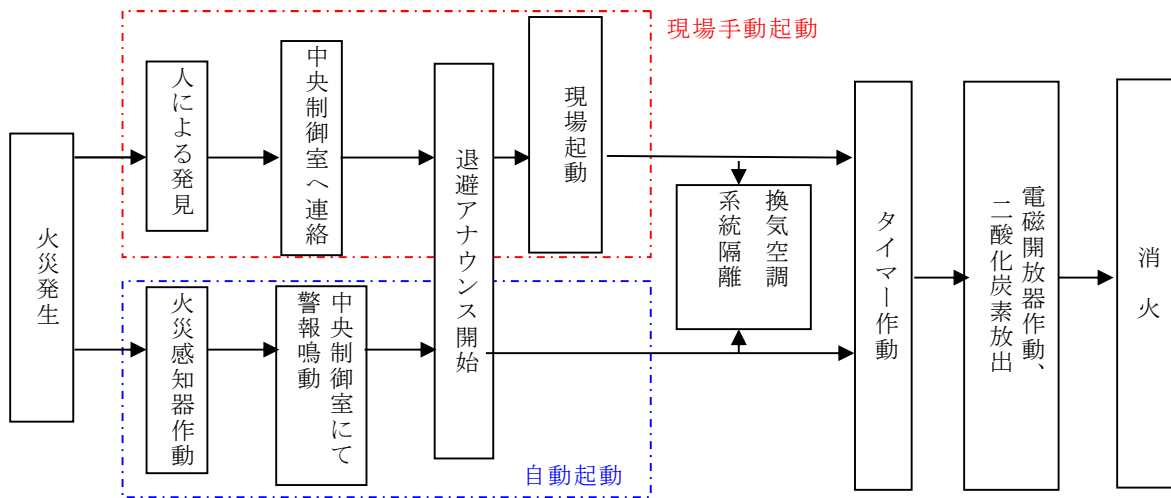 現場手動起動
火災発生
人による発見
中央制御室へ連絡
退避アナウンス開始
現場起動
火災感知器作動
中央制御室にて
警報鳴動
自動起動
換気空調
系統隔離
タイマー作動
電磁開放器作動、
二酸化炭素放出
消火